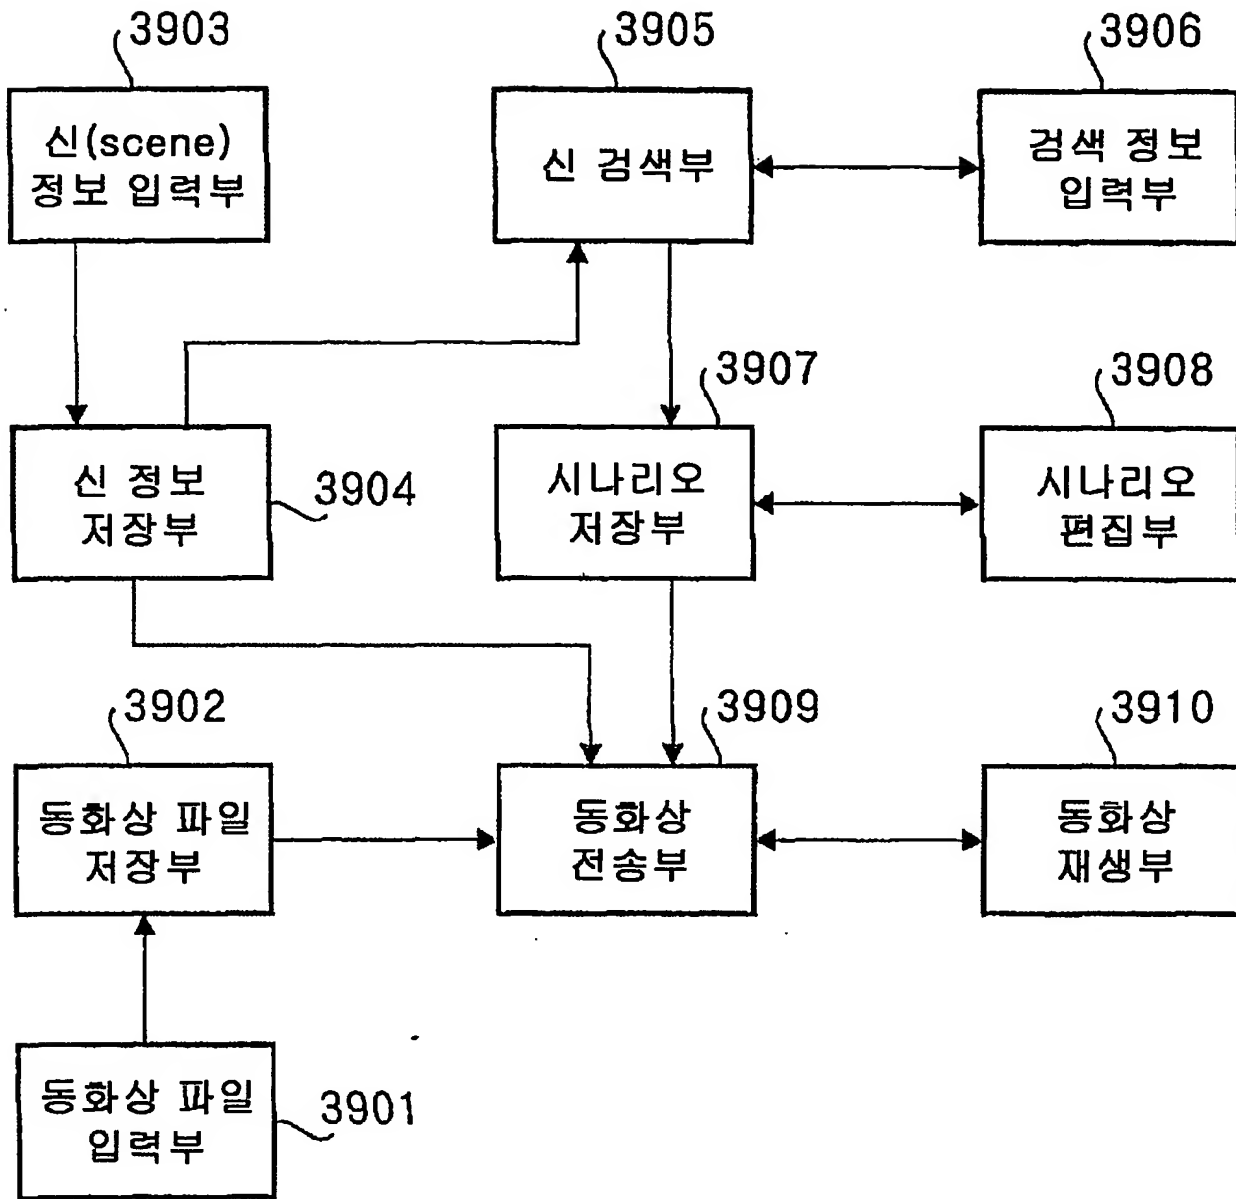 3903
신(scene)
정보 입력부
3905
신 검색부
3906
검색 정보
입력부
신 정보
저장부
3904
3907
시나리오
저장부
3908
시나리오
편집부
3902
동화상 파일
저장부
3909
동화상
전송부
3910
동화상
재생부
동화상 파일
입력부
3901